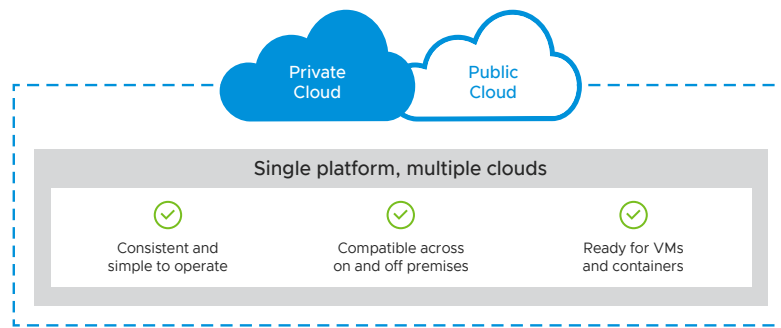 Private
Cloud
Public
Cloud
Single platform, multiple clouds
Consistent and
simple to operate
Compatible across
on and off premises
Ready for VMs
and containers